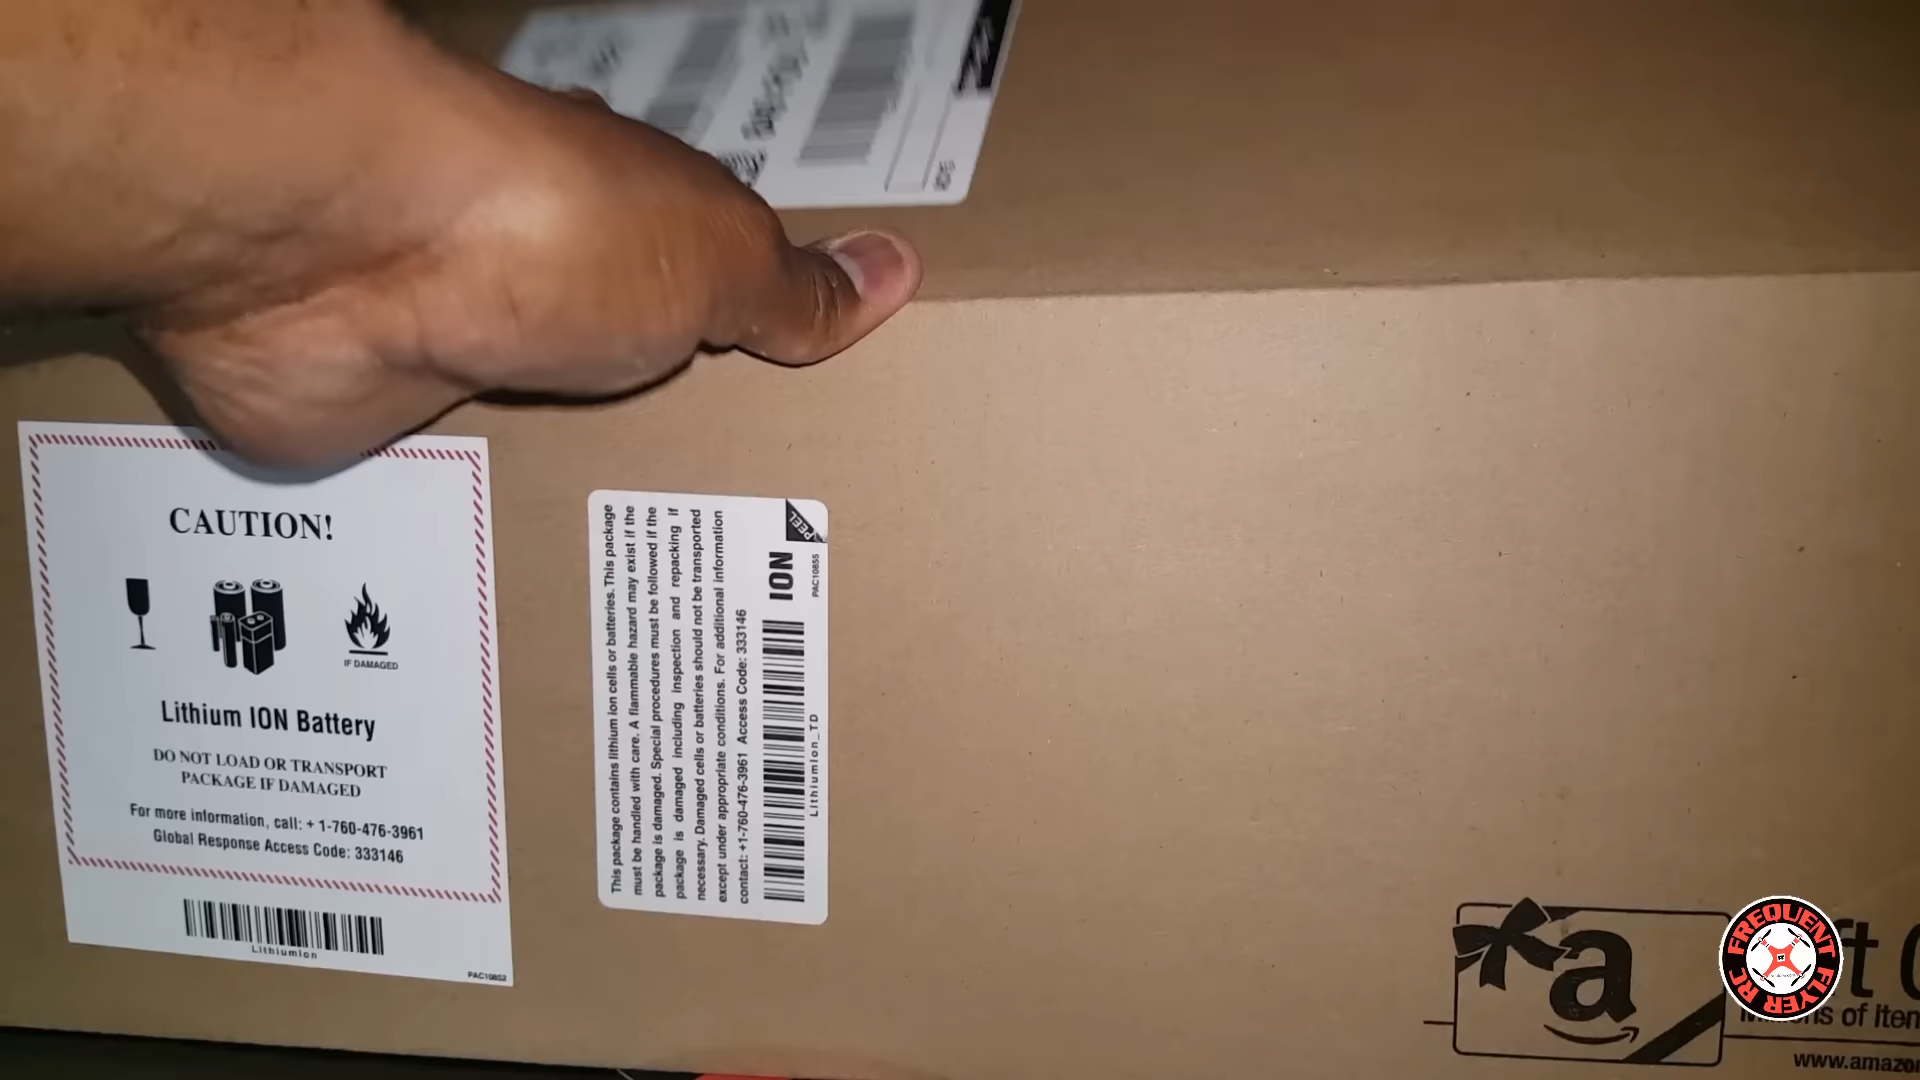 CAUTION!
IF DAMAGED
Lithium ION Battery
DO NOT LOAD OR TRANSPORT
PACKAGE IF DAMAGED
For more information, call: + 1-760-476-3961
Global Response Access Code: 333146
LithiumIon
PAC10852
This package contains lithium ion cells or batteries. This package
must be handled with care. A flammable hazard may exist if the
package is damaged. Special procedures must be followed if the
package is damaged including inspection and repacking if
necessary. Damaged cells or batteries should not be transported
except under appropriate conditions. For additional information
contact: +1-760-476-3961 Access Code: 333146
ION
PEEL
LithiumIon_TD
PAC10855
a
FREQUENT FLYER RC
of
www.amazo